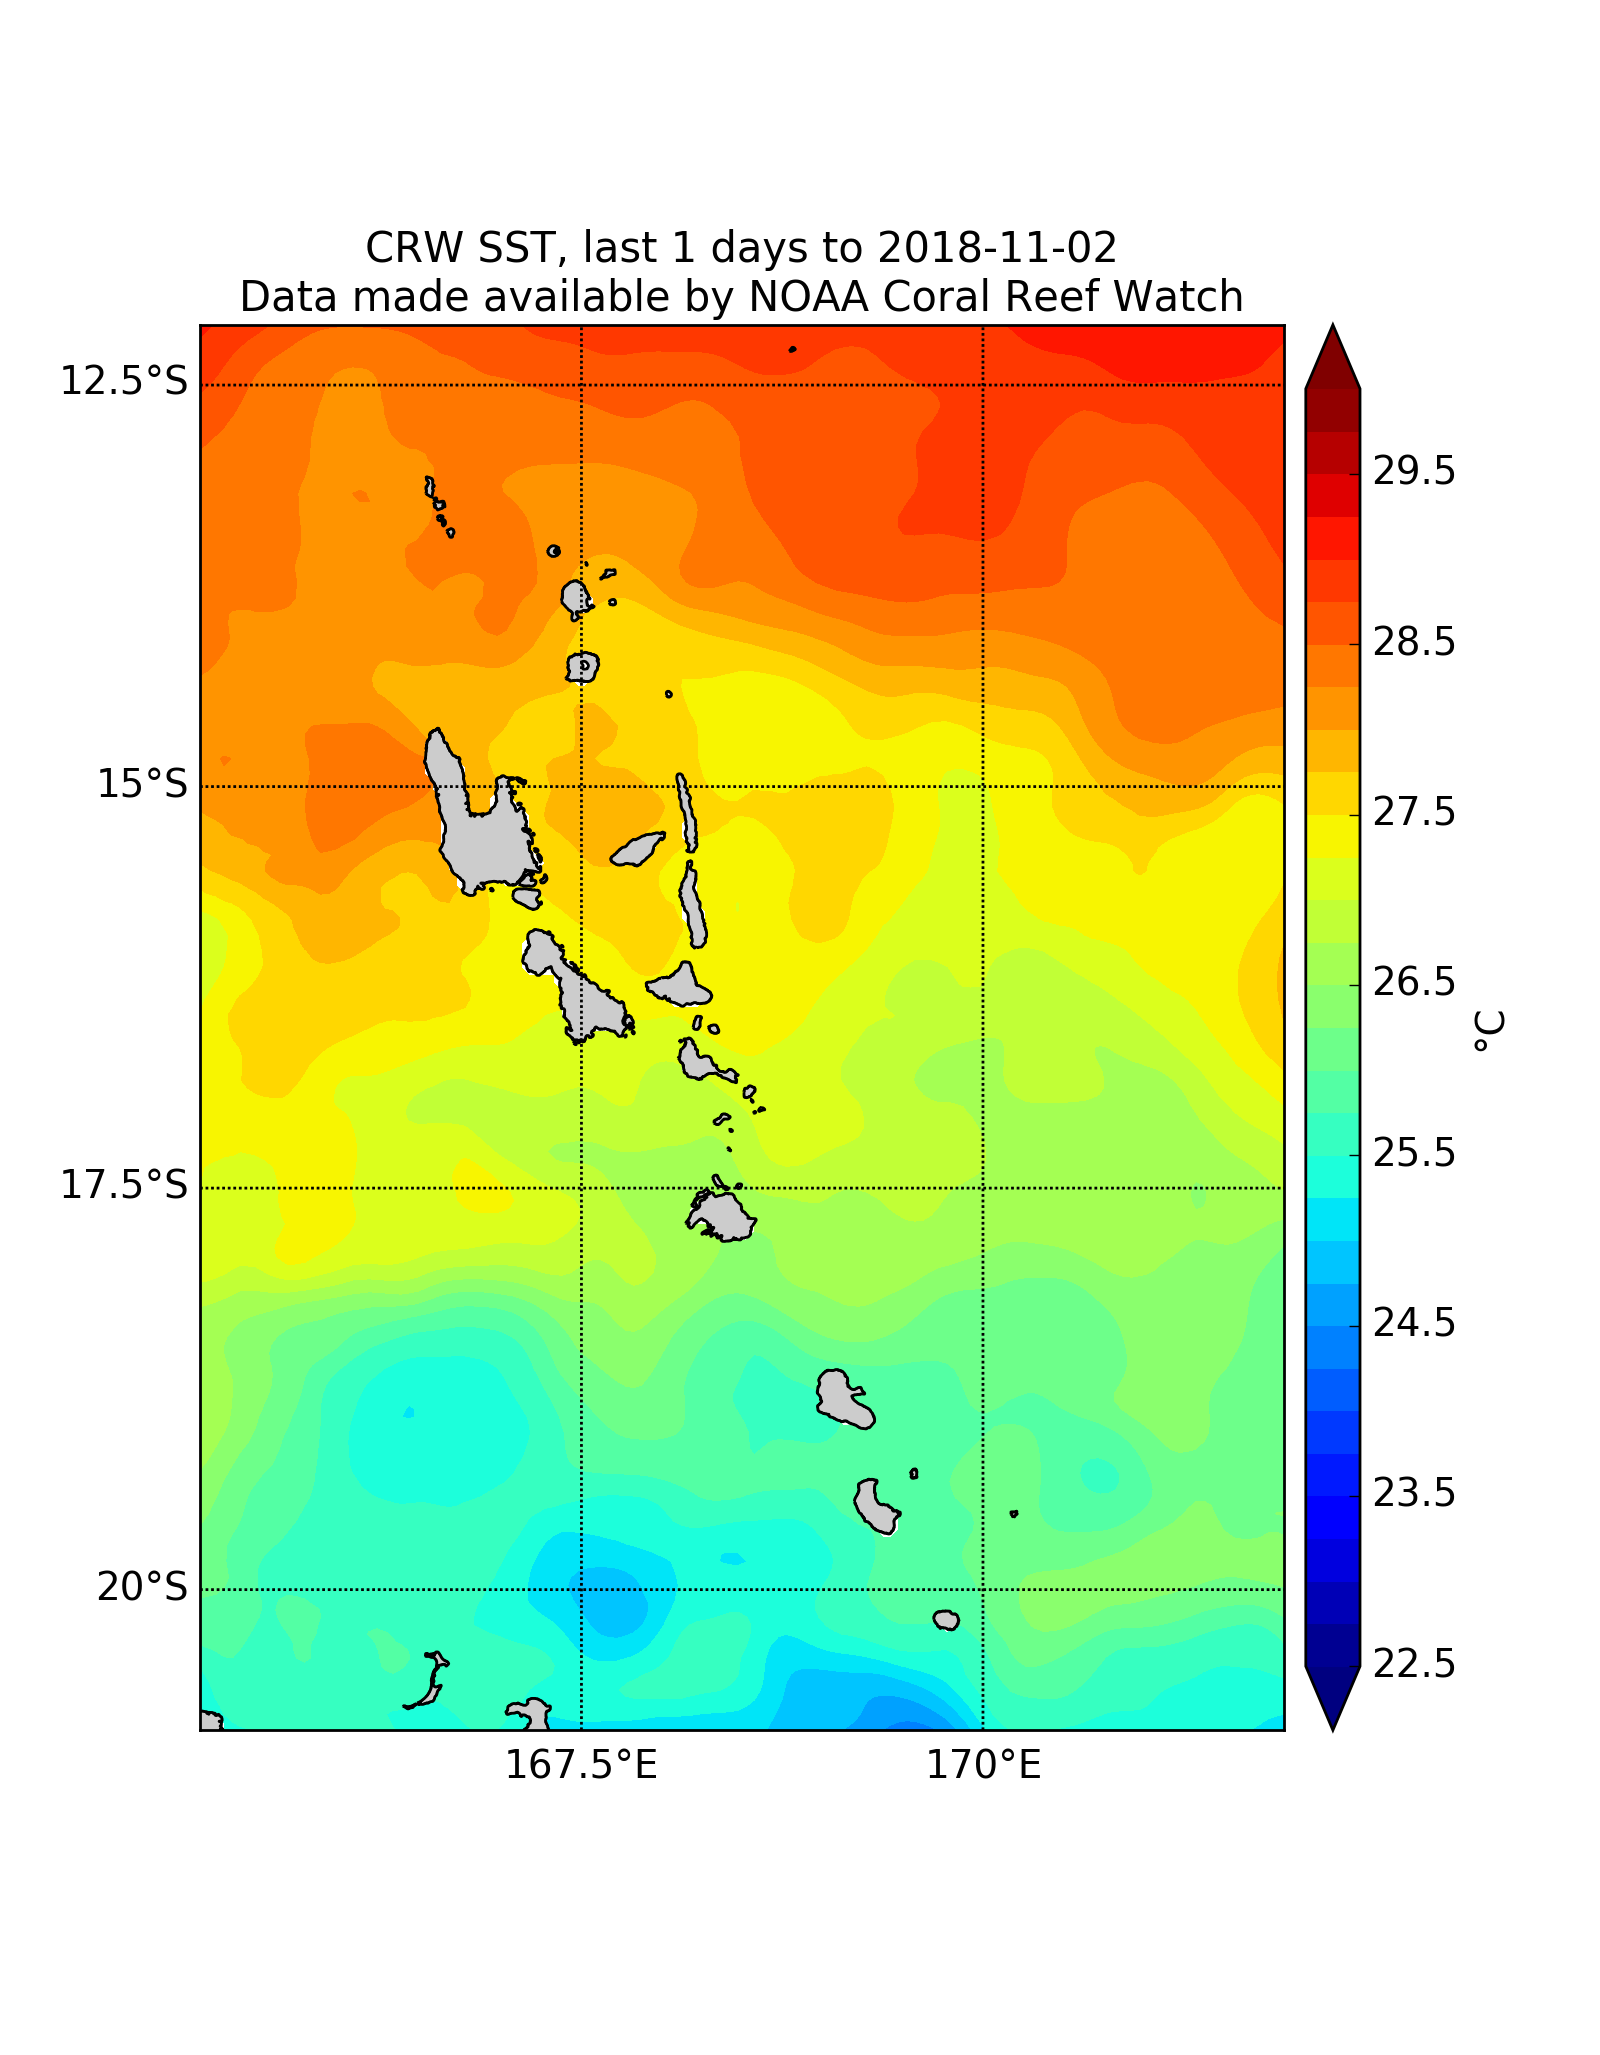 CRW SST, last 1 days to 2018-11-02
Data made available by NOAA Coral Reef Watch
12.5°S
15°S
17.5°S
20°S
167.5°E
170°E
29.5
28.5
27.5
26.5
25.5
24.5
23.5
22.5
°C